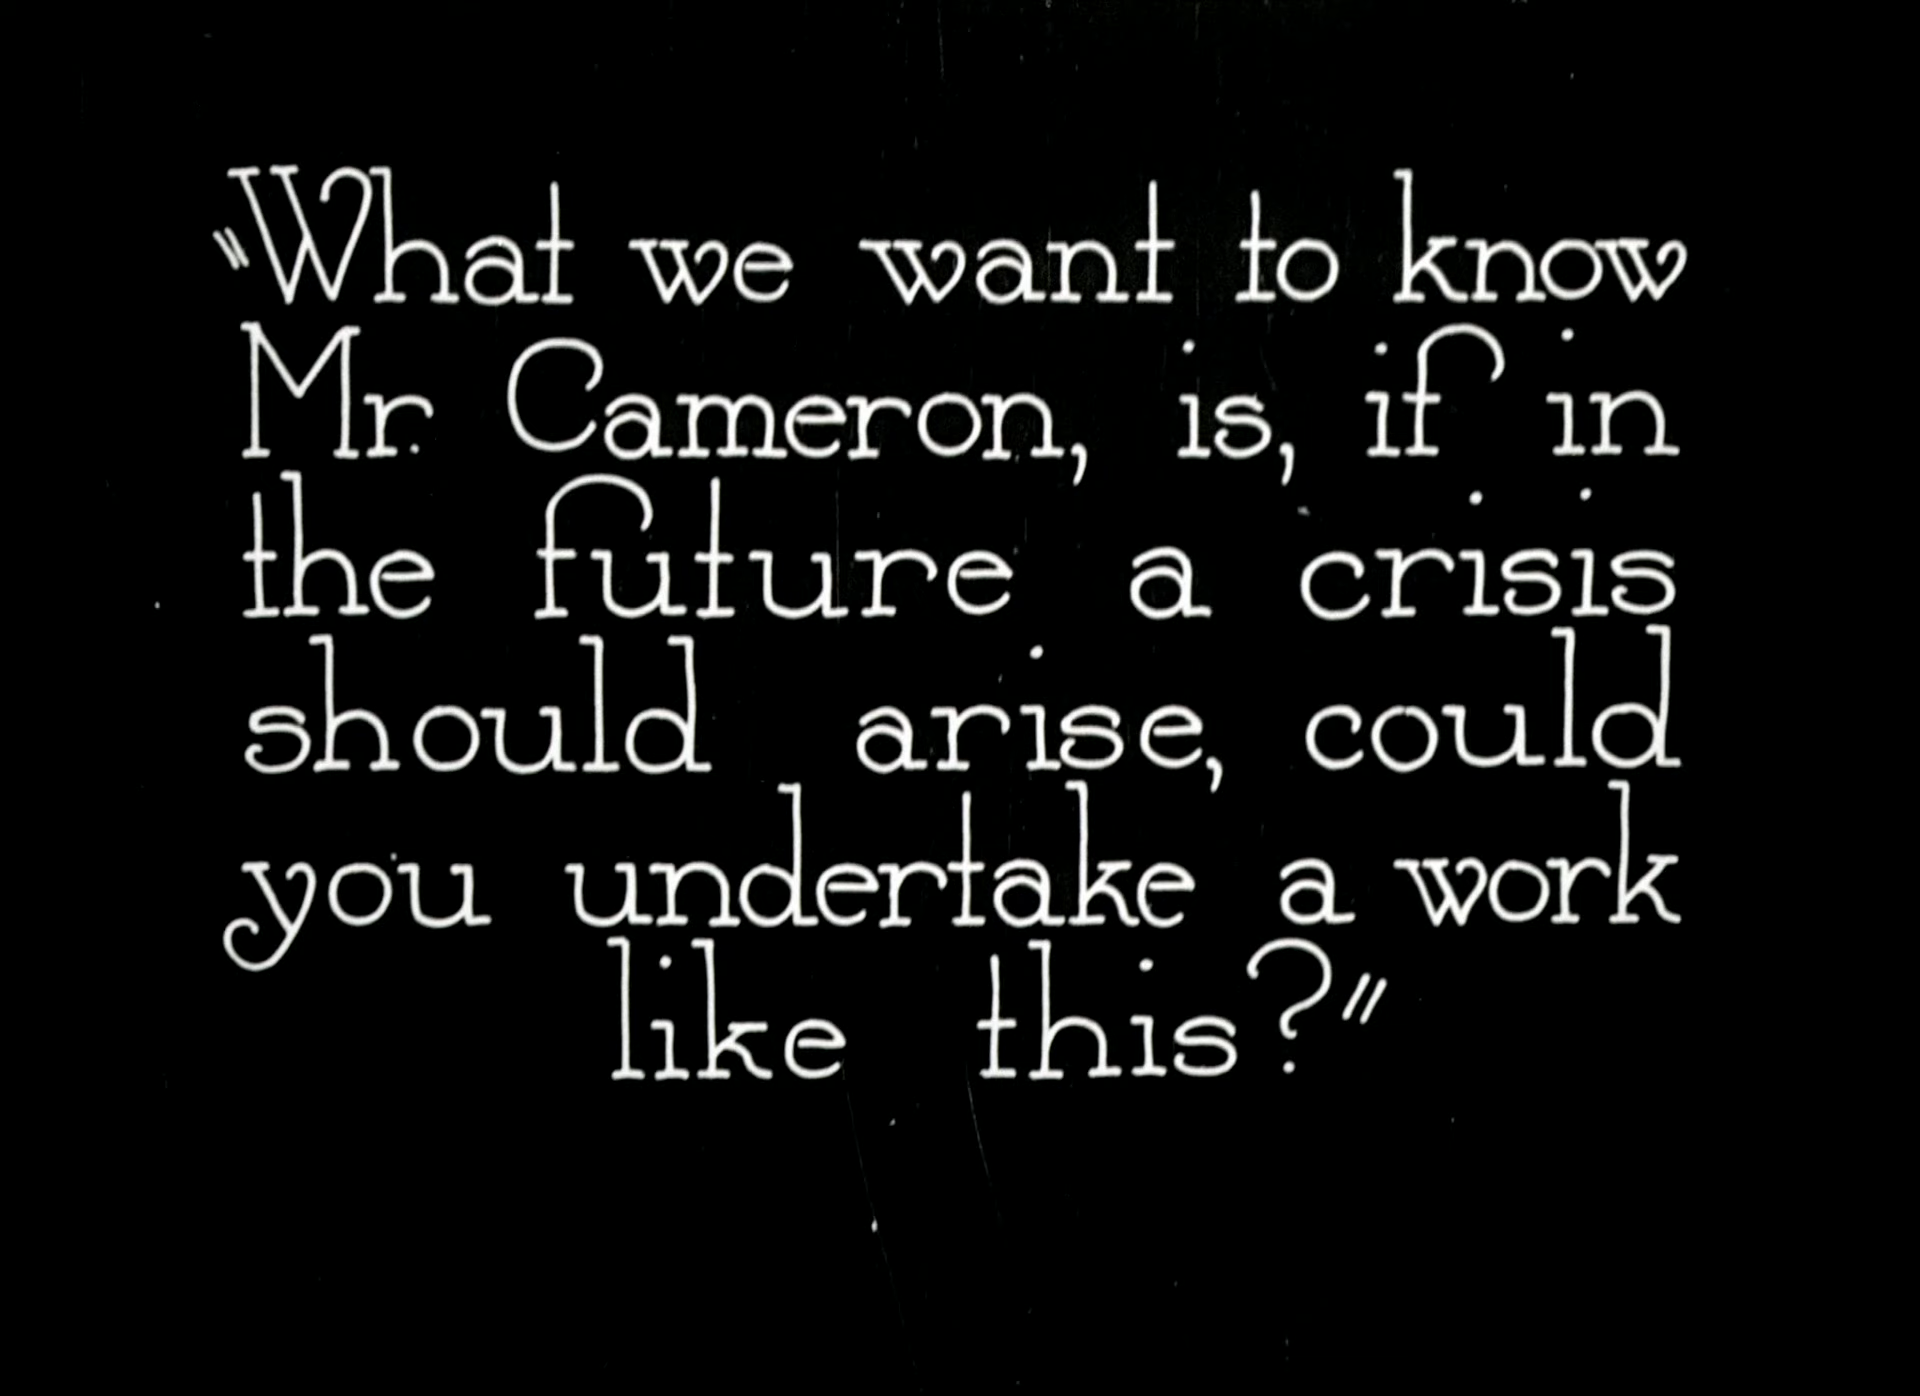 "What we want to know
Mr. Cameron, is, if in
the future a crisis
should arise, could
you undertake a work
like this?"